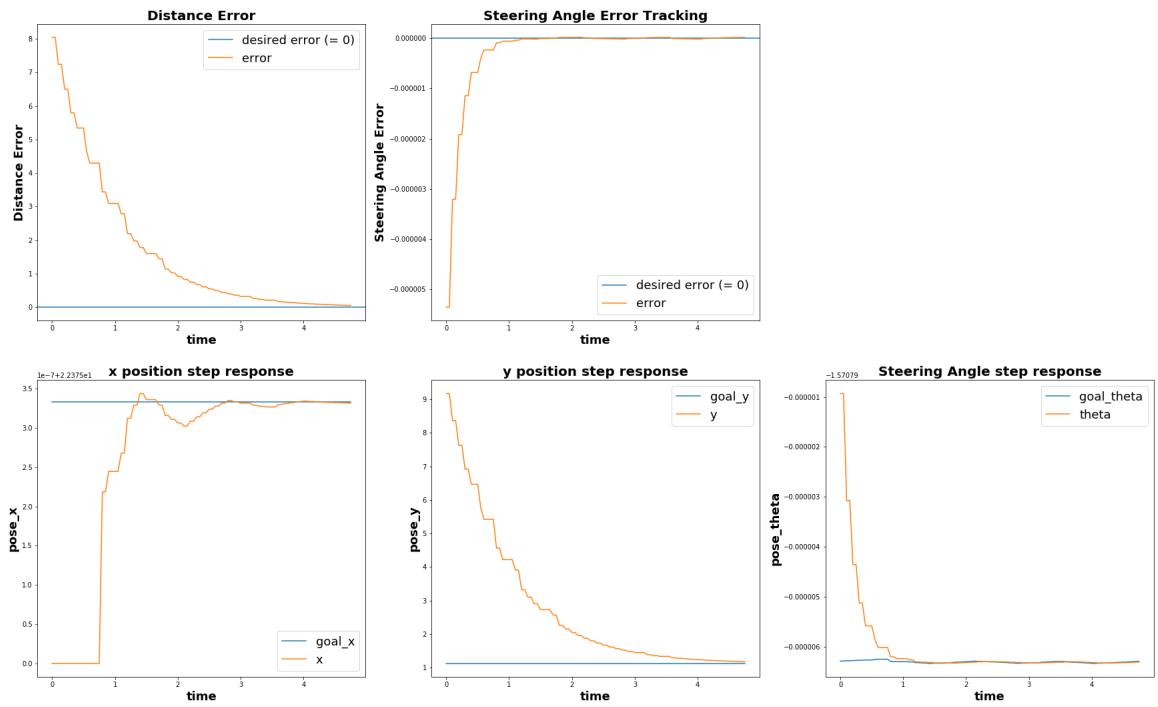 Distance Error
8
7
6
5
4
3
2
1
0
Distance Error
desired error (= 0)
error
0
1
2
3
4
time
Steering Angle Error Tracking
0.000000
−0.000001
−0.000002
−0.000003
−0.000004
−0.000005
Steering Angle Error
desired error (= 0)
error
0
1
2
3
4
time
x position step response
1e−7+2.2375e1
3.5
3.0
2.5
2.0
1.5
1.0
0.5
0.0
pose_x
goal_x
x
0
1
2
3
4
time
y position step response
9
8
7
6
5
4
3
2
1
pose_y
goal_y
y
0
1
2
3
4
time
Steering Angle step response
−1.57079
−0.000001
−0.000002
−0.000003
−0.000004
−0.000005
−0.000006
pose_theta
goal_theta
theta
0
1
2
3
4
time